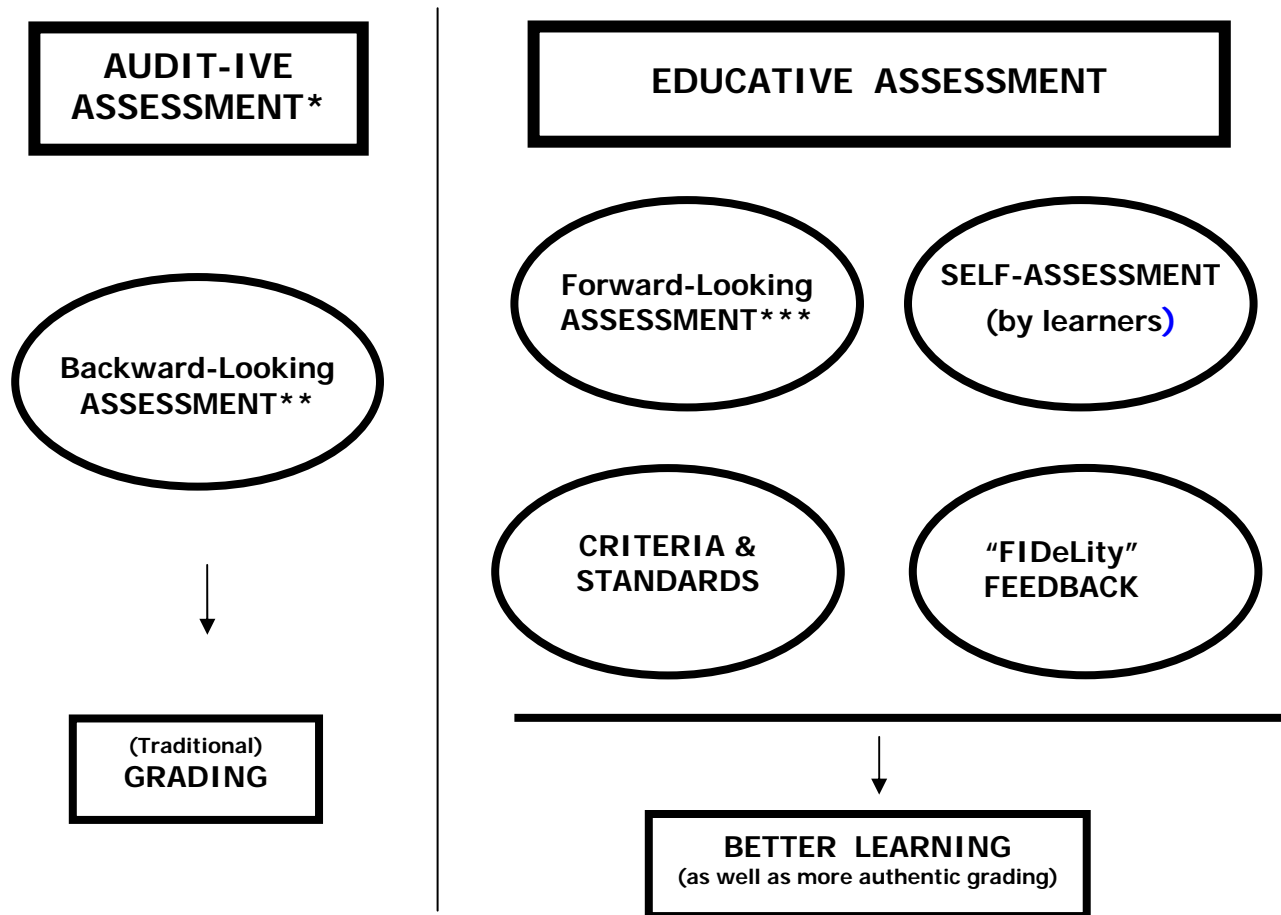 AUDIT-IVE
ASSESSMENT*
Backward-Looking
ASSESSMENT**
(Traditional)
GRADING
EDUCATIVE ASSESSMENT
Forward-Looking
ASSESSMENT***
SELF-ASSESSMENT
(by learners)
CRITERIA &
STANDARDS
“FIDeLity”
FEEDBACK
BETTER LEARNING
(as well as more authentic grading)